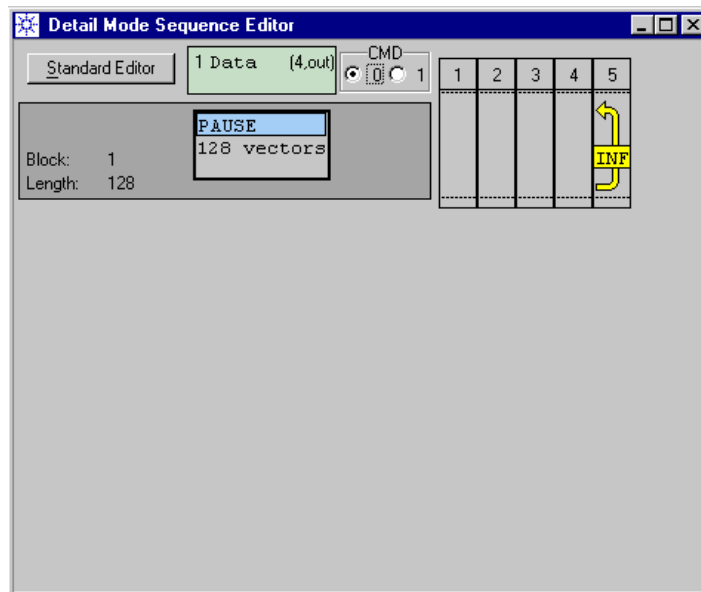 Detail Mode Sequence Editor
Standard Editor
1 Data (4,out)
CMD
0 1
1 2 3 4 5
PAUSE
128 vectors
Block: 1
Length: 128
INF